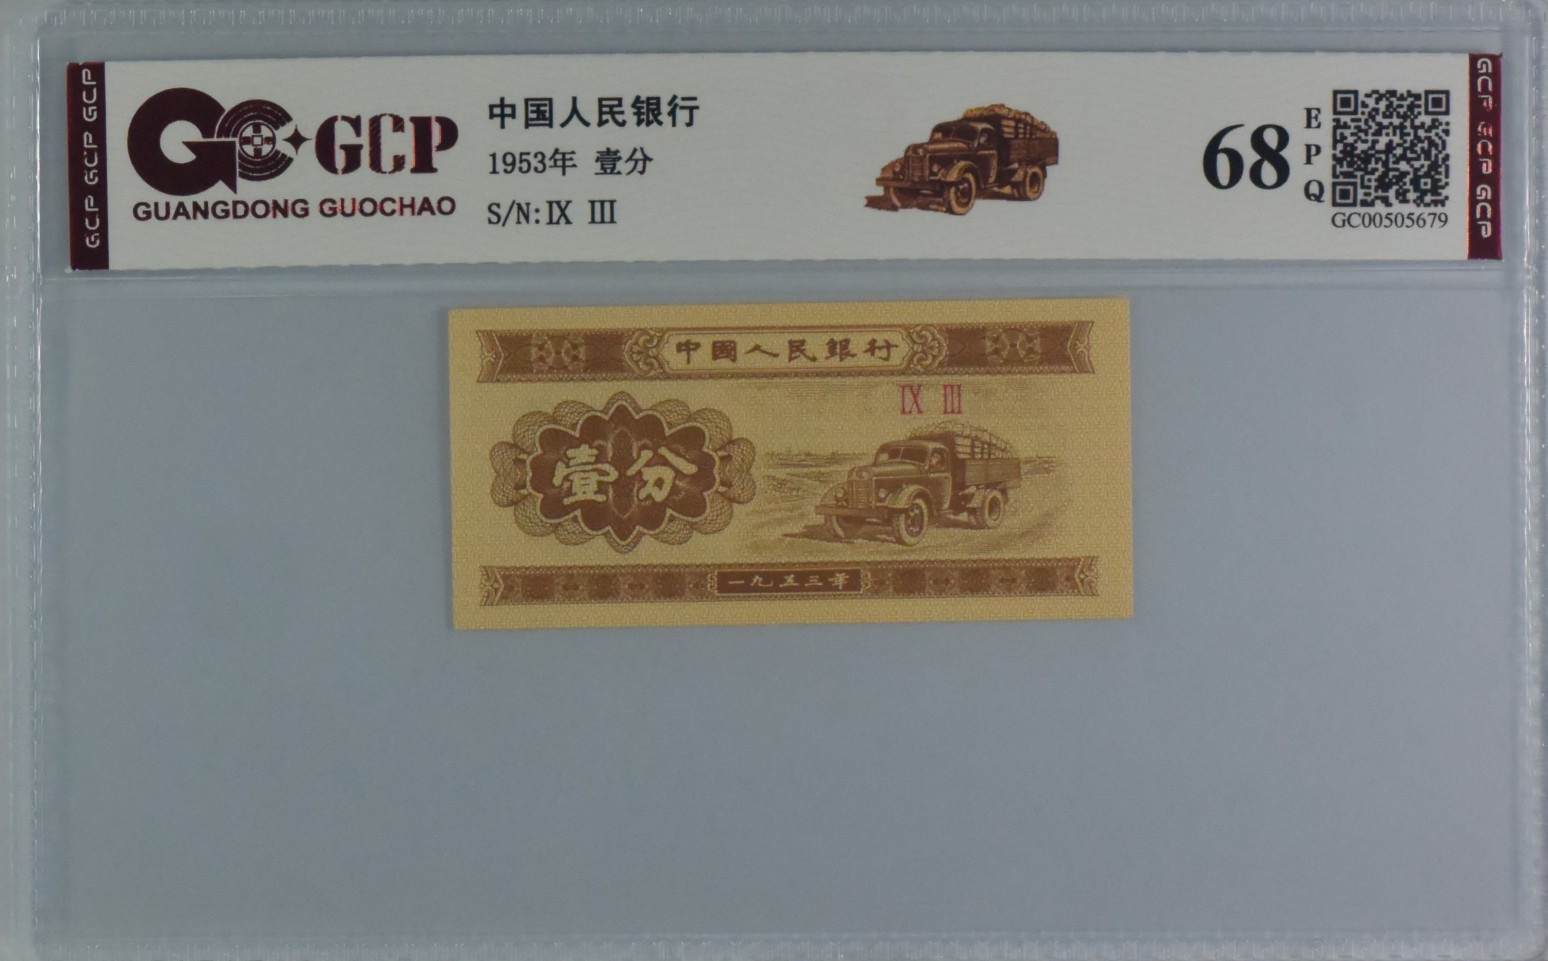 GCP GCP GCP
GCP
GUANGDONG GUOCHAO
中国人民银行
1953年 壹分
S/N: IX III
68
EPQ
GC00505679
GCP GCP GCP GCP
中國人民銀行
IX III
壹分
一九五三年